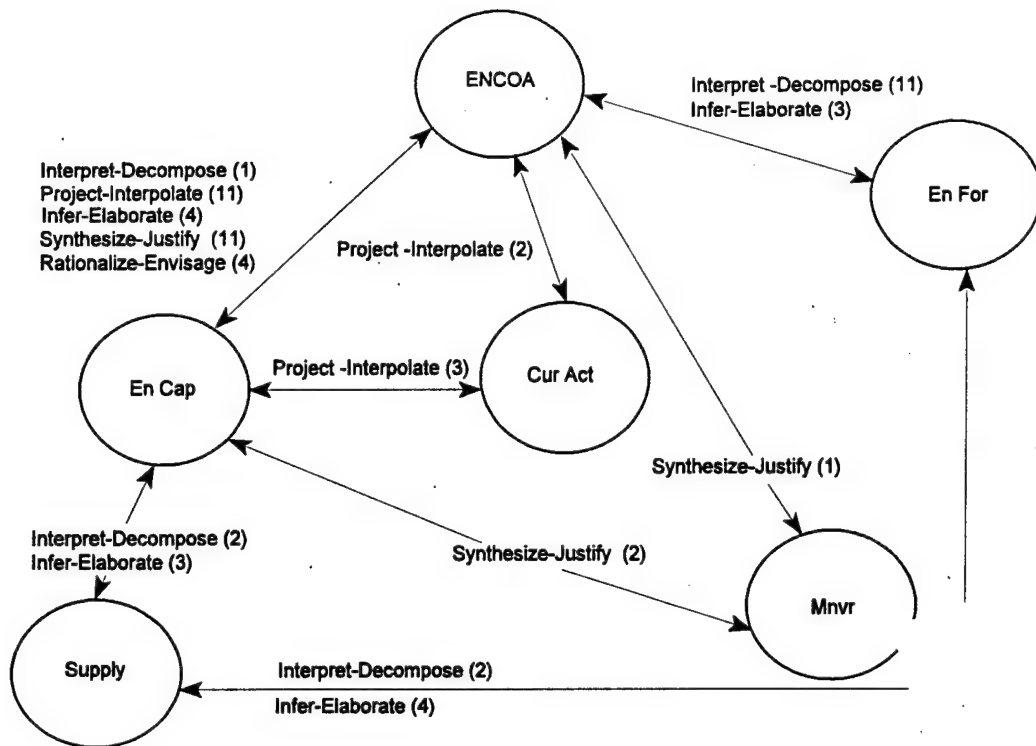 ENCOA
Interpret -Decompose (11)
Infer-Elaborate (3)
En For
Interpret-Decompose (1)
Project-Interpolate (11)
Infer-Elaborate (4)
Synthesize-Justify (11)
Rationalize-Envisage (4)
Project -Interpolate (2)
En Cap
Project -Interpolate (3)
Cur Act
Synthesize-Justify (1)
Interpret-Decompose (2)
Infer-Elaborate (3)
Synthesize-Justify (2)
Mnvr
Supply
Interpret-Decompose (2)
Infer-Elaborate (4)